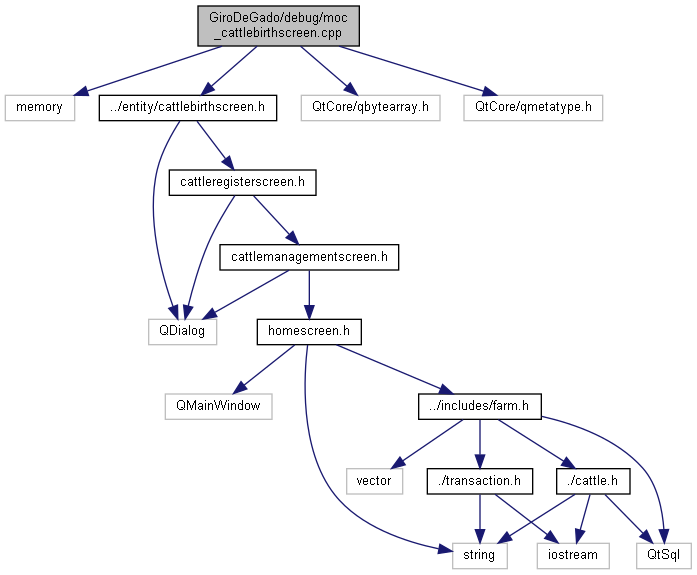 GiroDeGado/debug/moc
_cattlebirthscreen.cpp
memory
../entity/cattlebirthscreen.h
QtCore/qbytearray.h
QtCore/qmetatype.h
cattleregisterscreen.h
cattlemanagementscreen.h
QDialog
homescreen.h
QMainWindow
../includes/farm.h
vector
./transaction.h
./cattle.h
string
iostream
QtSql